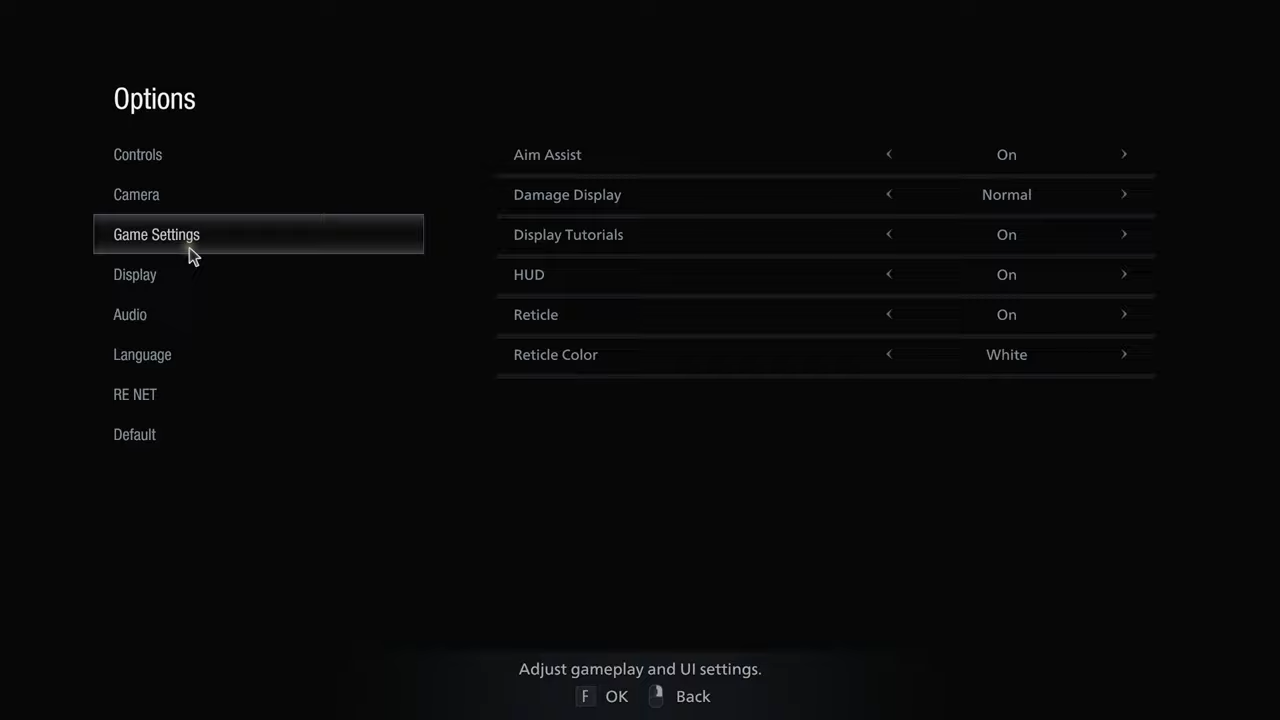 Options
Controls
Camera
Game Settings
Display
Audio
Language
RE NET
Default
Aim Assist On
Damage Display Normal
Display Tutorials On
HUD On
Reticle On
Reticle Color White
Adjust gameplay and UI settings.
F OK Back